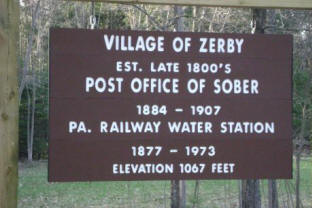 VILLAGE OF ZERBY
EST. LATE 1800'S
POST OFFICE OF SOBER
1884 - 1907
PA. RAILWAY WATER STATION
1877 - 1973
ELEVATION 1067 FEET